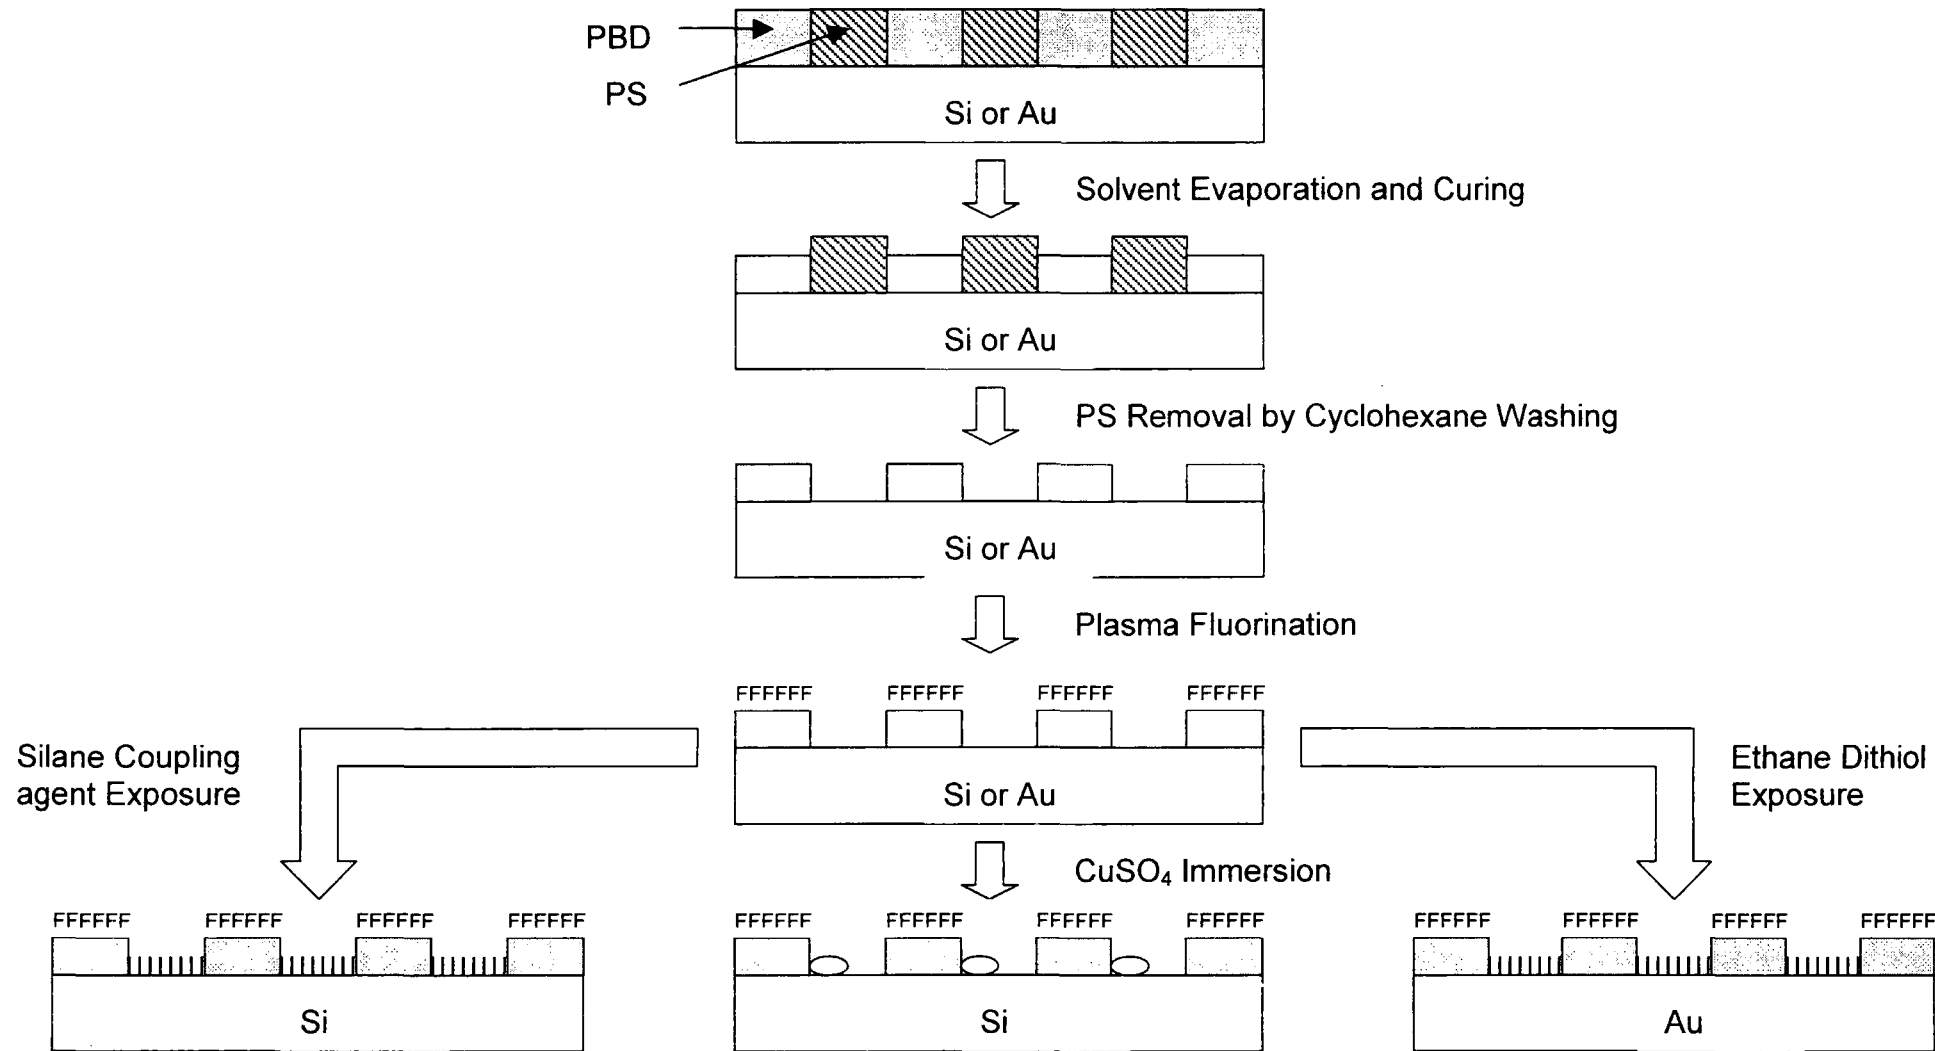 PBD
PS
Si or Au
Solvent Evaporation and Curing
Si or Au
PS Removal by Cyclohexane Washing
Si or Au
Plasma Fluorination
FFFFFF FFFFFF FFFFFF FFFFFF
Silane Coupling
agent Exposure
Si or Au
Ethane Dithiol
Exposure
CuSO₄ Immersion
FFFFFF FFFFFF FFFFFF FFFFFF
FFFFFF FFFFFF FFFFFF FFFFFF
FFFFFF FFFFFF FFFFFF FFFFFF
Si
Si
Au